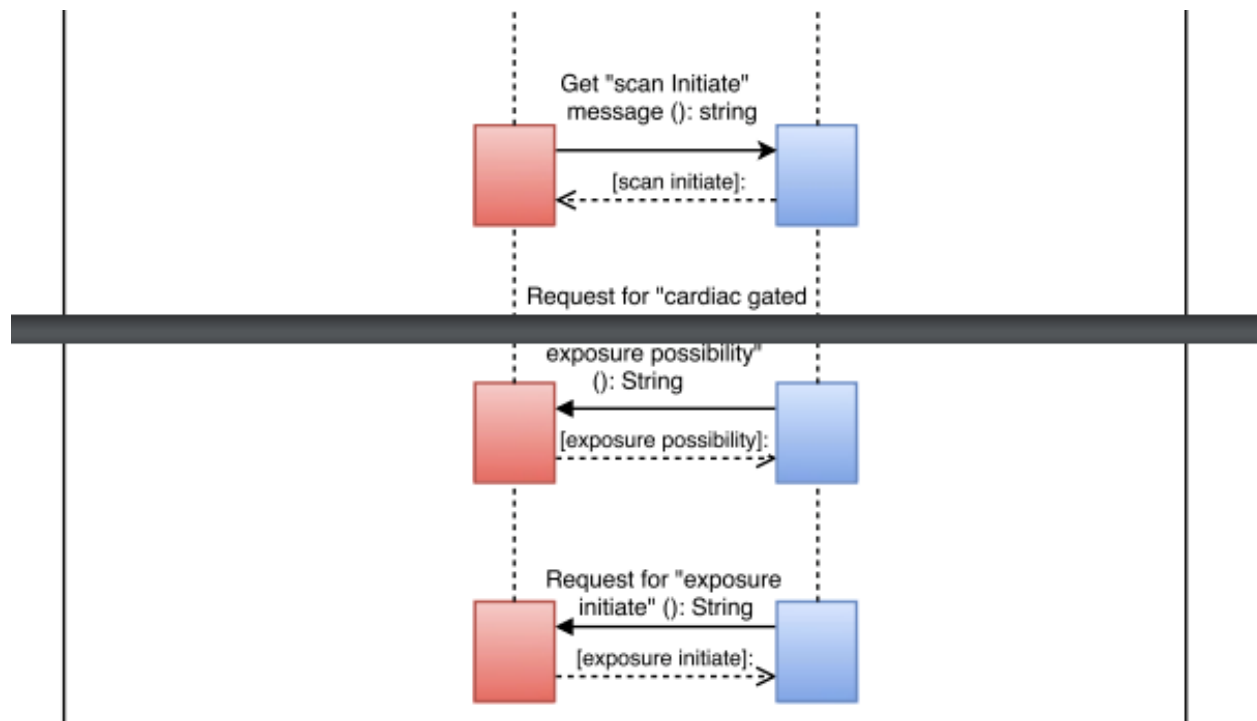 Get "scan Initiate"
message (): string
[scan initiate]:
Request for "cardiac gated
exposure possibility"
(): String
[exposure possibility]:
Request for "exposure
initiate" (): String
[exposure initiate]: